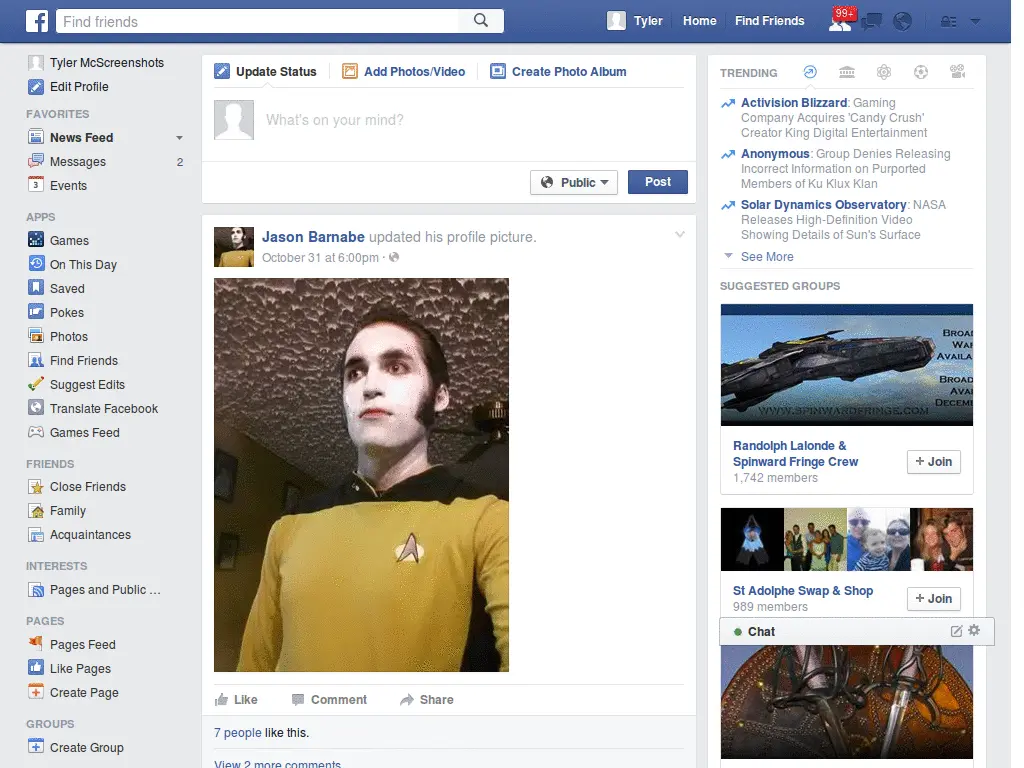 f
Find friends
Tyler
Home
Find Friends
99+
Tyler McScreenshots
Edit Profile
FAVORITES
News Feed
Messages
2
3
Events
APPS
Games
On This Day
Saved
Pokes
Photos
Find Friends
Suggest Edits
Translate Facebook
Games Feed
FRIENDS
Close Friends
Family
Acquaintances
INTERESTS
Pages and Public ...
PAGES
Pages Feed
Like Pages
Create Page
GROUPS
Create Group
Update Status
Add Photos/Video
Create Photo Album
What's on your mind?
Public
Post
Jason Barnabe updated his profile picture.
October 31 at 6:00pm ·
Like
Comment
Share
7 people like this.
View 2 more comments
TRENDING
Activision Blizzard: Gaming
Company Acquires 'Candy Crush'
Creator King Digital Entertainment
Anonymous: Group Denies Releasing
Incorrect Information on Purported
Members of Ku Klux Klan
Solar Dynamics Observatory: NASA
Releases High-Definition Video
Showing Details of Sun's Surface
See More
SUGGESTED GROUPS
BROAD
WAR
AVAILA
BROAD
AVA
DECEM
WWW.SPINWARDFRINGE.COM
Randolph Lalonde &
Spinward Fringe Crew
1,742 members
+ Join
St Adolphe Swap & Shop
989 members
+ Join
Chat